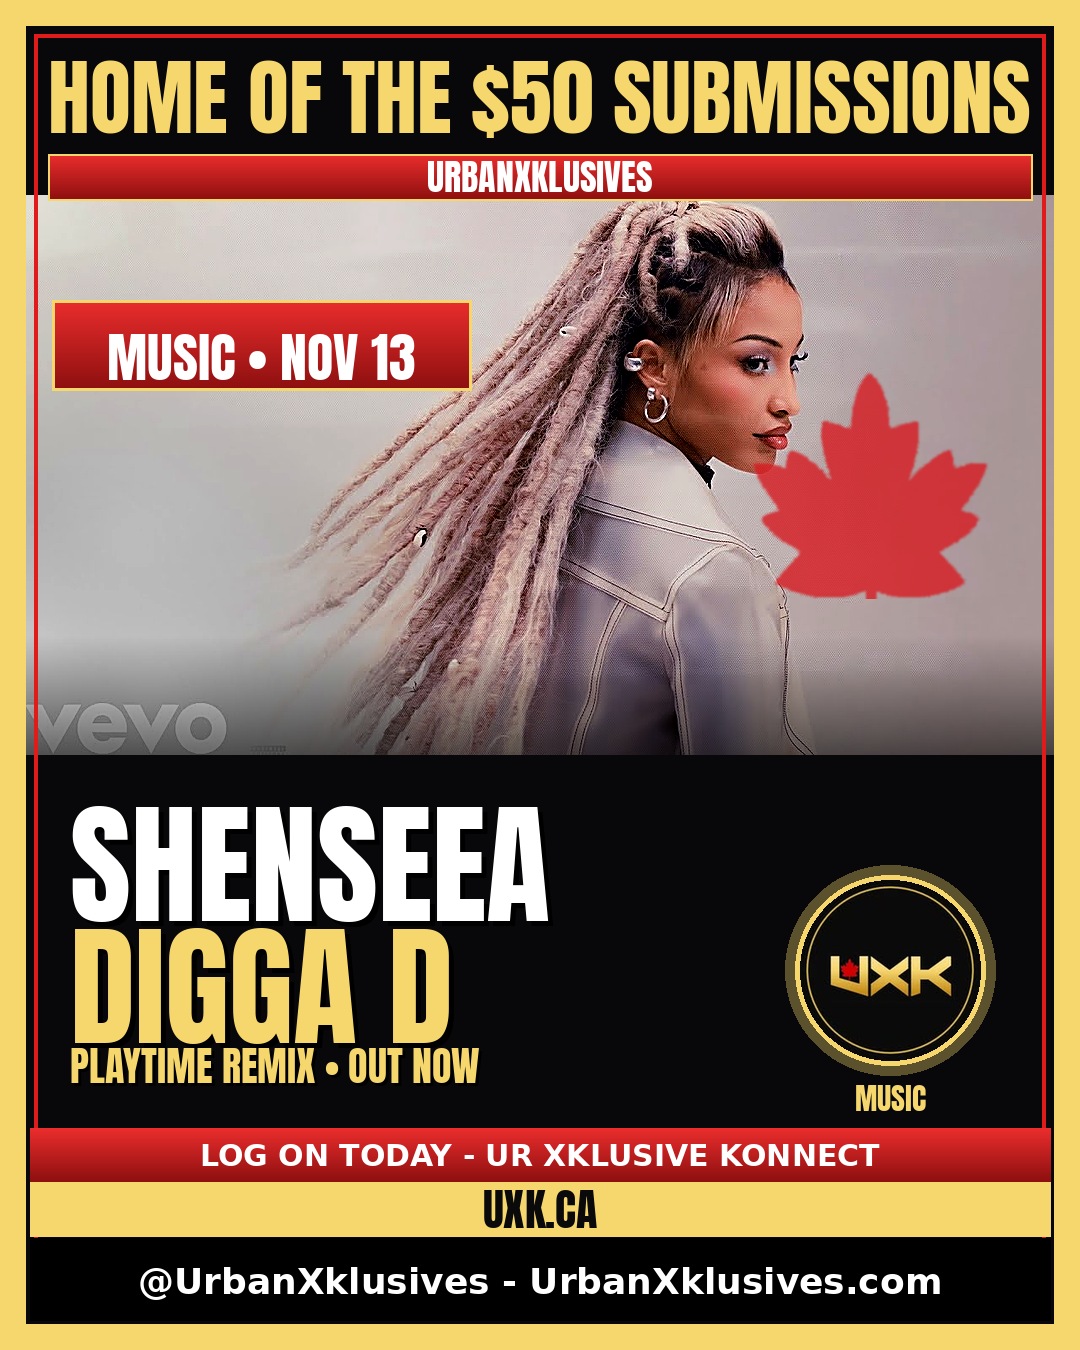 HOME OF THE $50 SUBMISSIONS
URBANXKLUSIVES
MUSIC • NOV 13
vevo
SHENSEEA
DIGGA D
PLAYTIME REMIX • OUT NOW
UXK
MUSIC
LOG ON TODAY - UR XKLUSIVE KONNECT
UXK.CA
@UrbanXklusives - UrbanXklusives.com